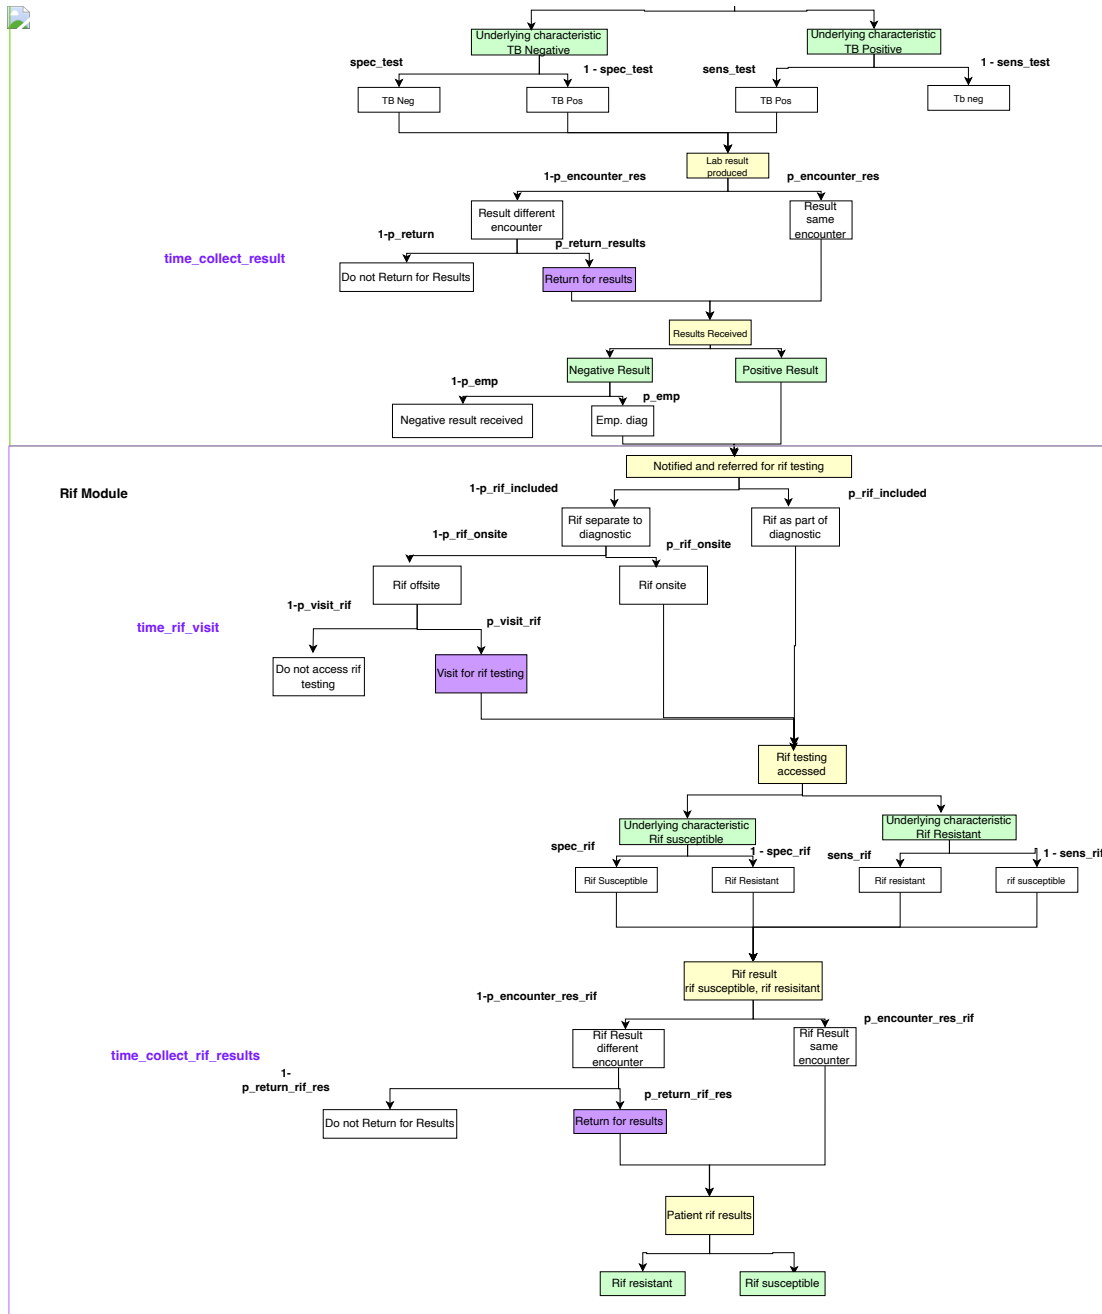 Underlying characteristic
TB Negative
Underlying characteristic
TB Positive
spec_test
1 - spec_test
sens_test
1 - sens_test
TB Neg
TB Pos
TB Pos
Tb neg
Lab result
produced
1-p_encounter_res
p_encounter_res
Result different
encounter
Result
same
encounter
1-p_return
p_return_results
time_collect_result
Do not Return for Results
Return for results
Results Received
Negative Result
Positive Result
1-p_emp
p_emp
Negative result received
Emp. diag
Notified and referred for rif testing
Rif Module
1-p_rif_included
p_rif_included
Rif separate to
diagnostic
Rif as part of
diagnostic
1-p_rif_onsite
p_rif_onsite
Rif offsite
Rif onsite
1-p_visit_rif
p_visit_rif
time_rif_visit
Do not access rif
testing
Visit for rif testing
Rif testing
accessed
Underlying characteristic
Rif susceptible
Underlying characteristic
Rif Resistant
spec_rif
1 - spec_rif
sens_rif
1 - sens_rif
Rif Susceptible
Rif Resistant
Rif resistant
rif susceptible
Rif result
rif susceptible, rif resisitant
1-p_encounter_res_rif
p_encounter_res_rif
Rif Result
different
encounter
Rif Result
same
encounter
time_collect_rif_results
1-
p_return_rif_res
p_return_rif_res
Do not Return for Results
Return for results
Patient rif results
Rif resistant
Rif susceptible